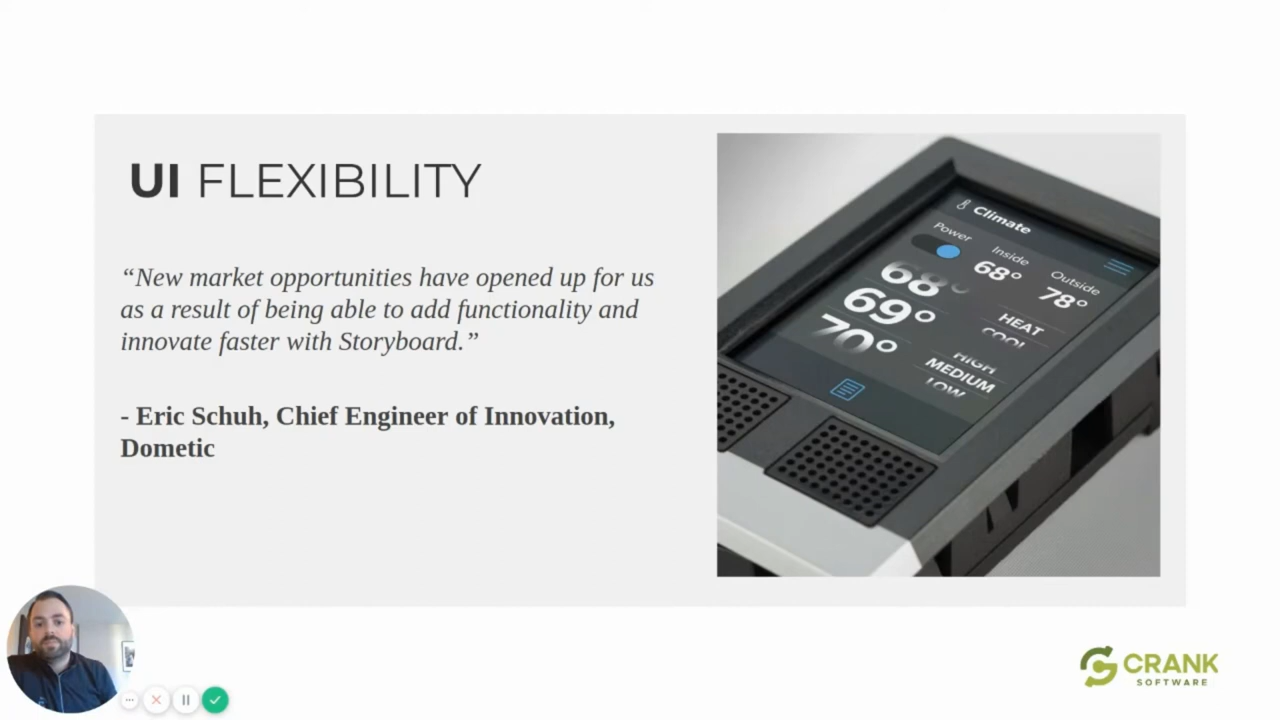 UI FLEXIBILITY
“New market opportunities have opened up for us
as a result of being able to add functionality and
innovate faster with Storyboard.”
- Eric Schuh, Chief Engineer of Innovation,
Dometic
Climate
Power
Inside
Outside
68°
78°
68°
69°
70°
HEAT
COOL
HIGH
MEDIUM
LOW
CRANK
SOFTWARE